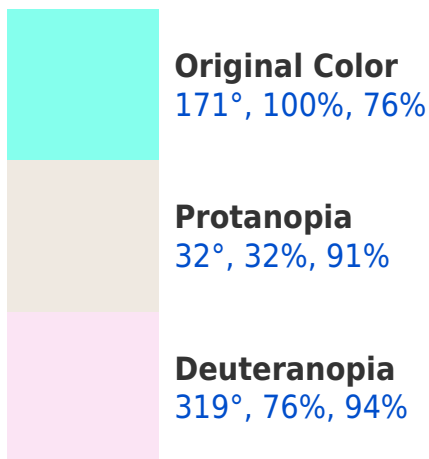 Original Color
171°, 100%, 76%
Protanopia
32°, 32%, 91%
Deuteranopia
319°, 76%, 94%